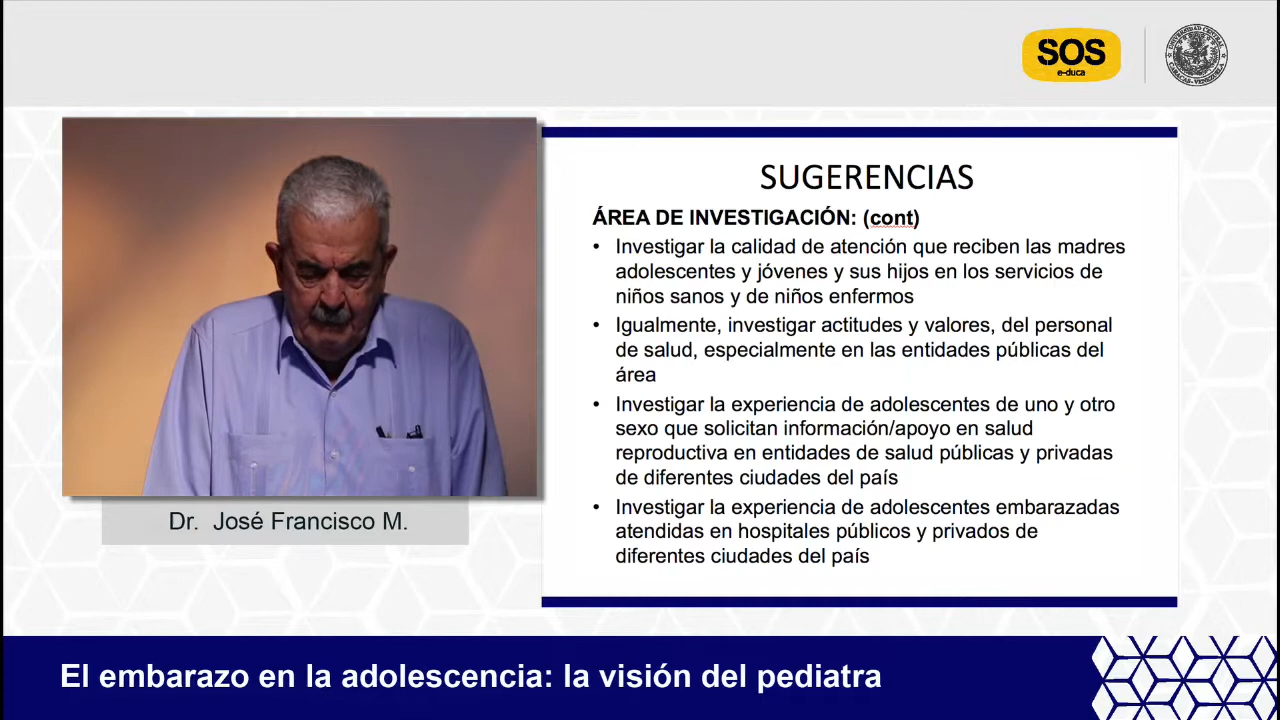 SOS
e-duca
UNIVERSIDAD CENTRAL
CARACAS - VENEZUELA
SUGERENCIAS
ÁREA DE INVESTIGACIÓN: (cont)
• Investigar la calidad de atención que reciben las madres
adolescentes y jóvenes y sus hijos en los servicios de
niños sanos y de niños enfermos
• Igualmente, investigar actitudes y valores, del personal
de salud, especialmente en las entidades públicas del
área
• Investigar la experiencia de adolescentes de uno y otro
sexo que solicitan información/apoyo en salud
reproductiva en entidades de salud públicas y privadas
de diferentes ciudades del país
• Investigar la experiencia de adolescentes embarazadas
atendidas en hospitales públicos y privados de
diferentes ciudades del país
Dr. José Francisco M.
El embarazo en la adolescencia: la visión del pediatra